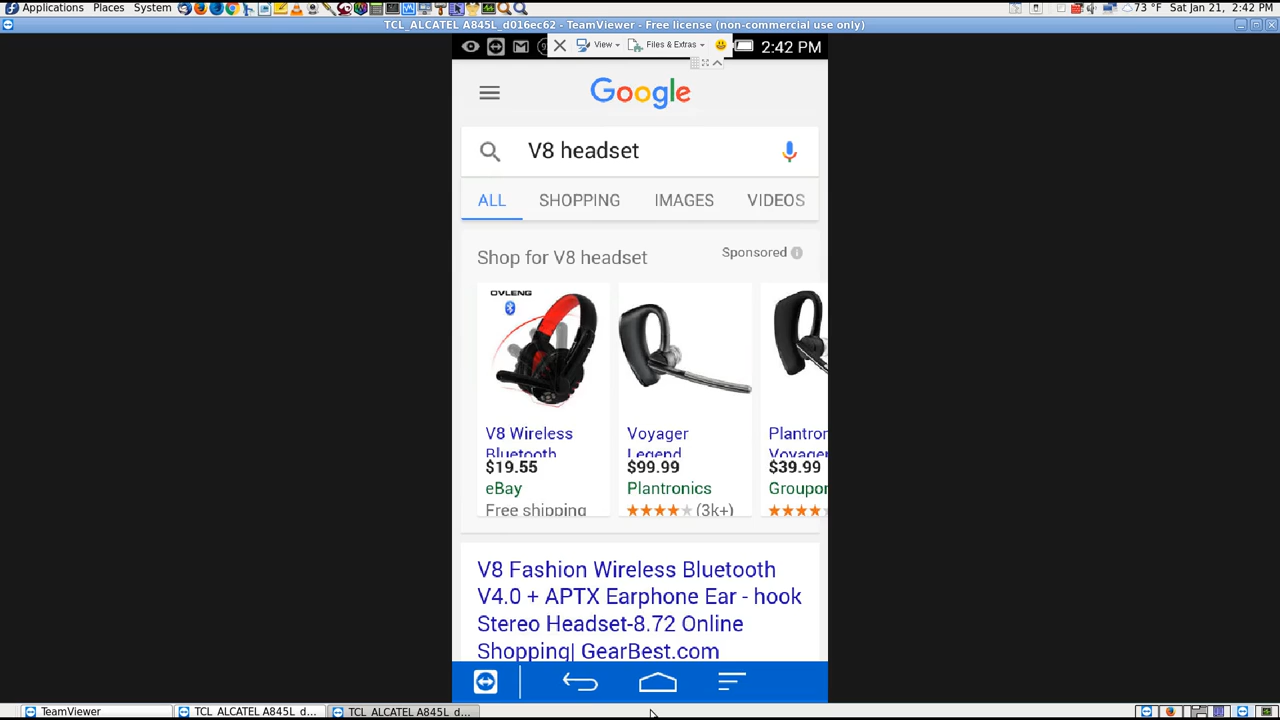 Applications Places System 73 °F Sat Jan 21, 2:42 PM
TCL_ALCATEL A845L_d016ec62 - TeamViewer - Free license (non-commercial use only)
View Files & Extras 2:42 PM
Google
V8 headset
ALL SHOPPING IMAGES VIDEOS
Shop for V8 headset Sponsored
OVLENG
V8 Wireless Voyager Plantron
Bluetooth Legend Voyager
$19.55 $99.99 $39.99
eBay Plantronics Groupon
Free shipping (3k+)
V8 Fashion Wireless Bluetooth
V4.0 + APTX Earphone Ear - hook
Stereo Headset-8.72 Online
Shopping| GearBest.com
TeamViewer TCL_ALCATEL A845L d... TCL_ALCATEL A845L_d...